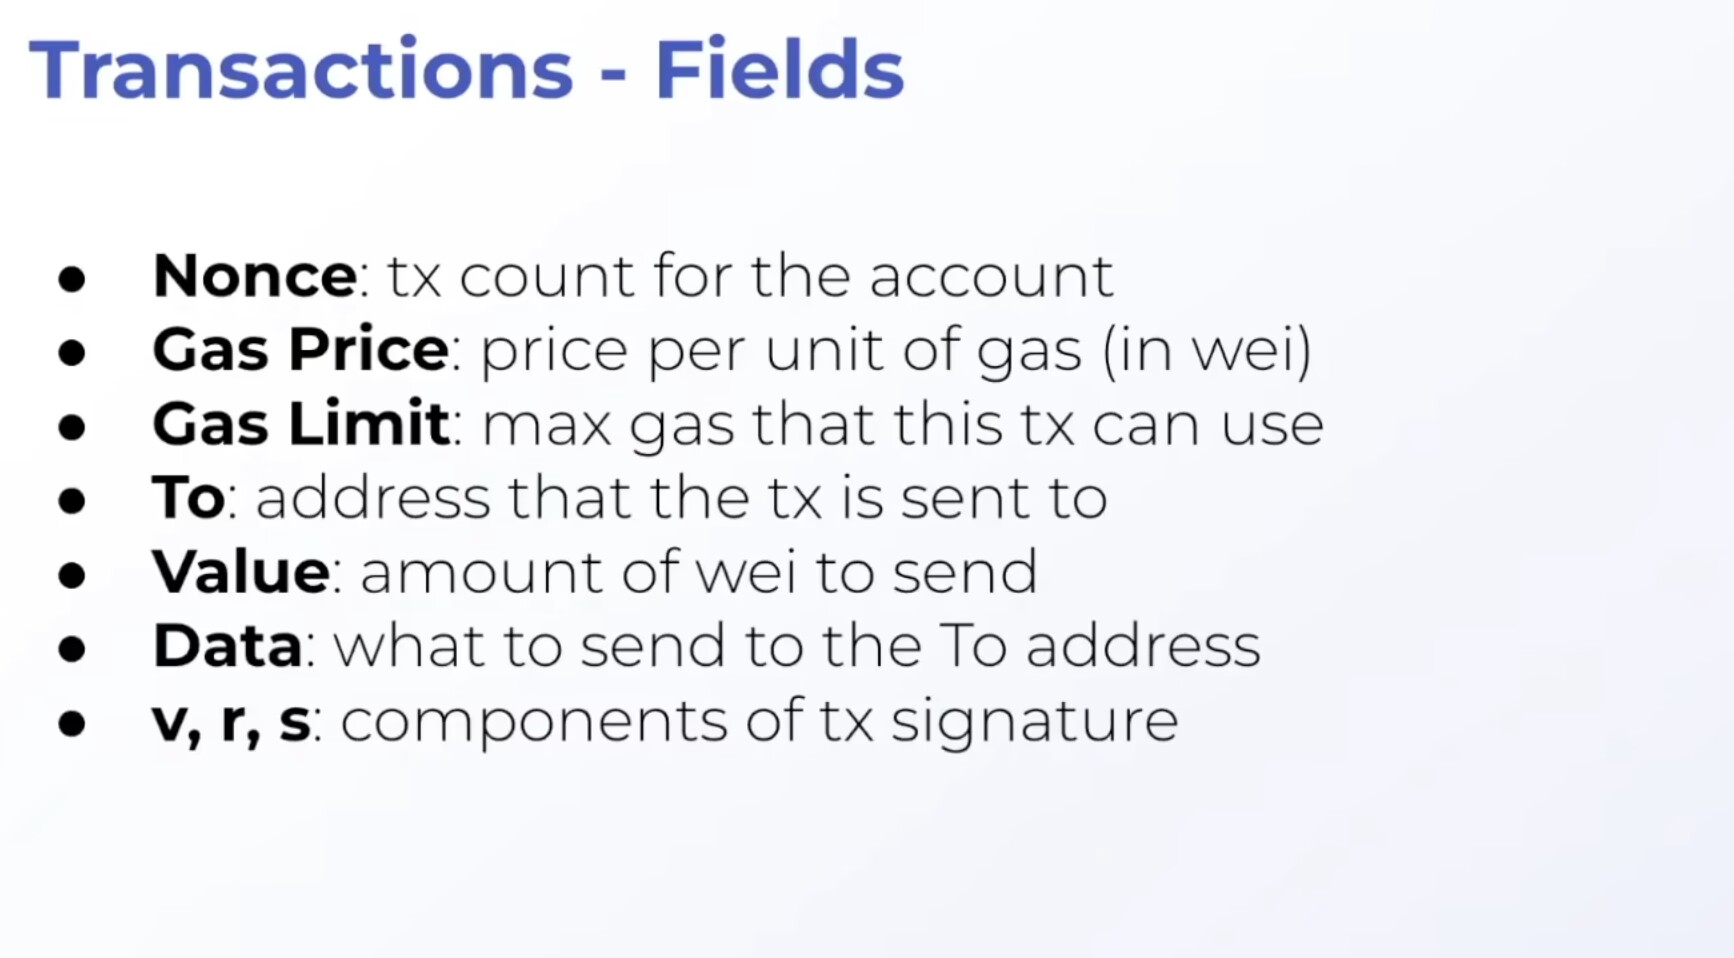 Transactions - Fields
● Nonce: tx count for the account
● Gas Price: price per unit of gas (in wei)
● Gas Limit: max gas that this tx can use
● To: address that the tx is sent to
● Value: amount of wei to send
● Data: what to send to the To address
● v, r, s: components of tx signature